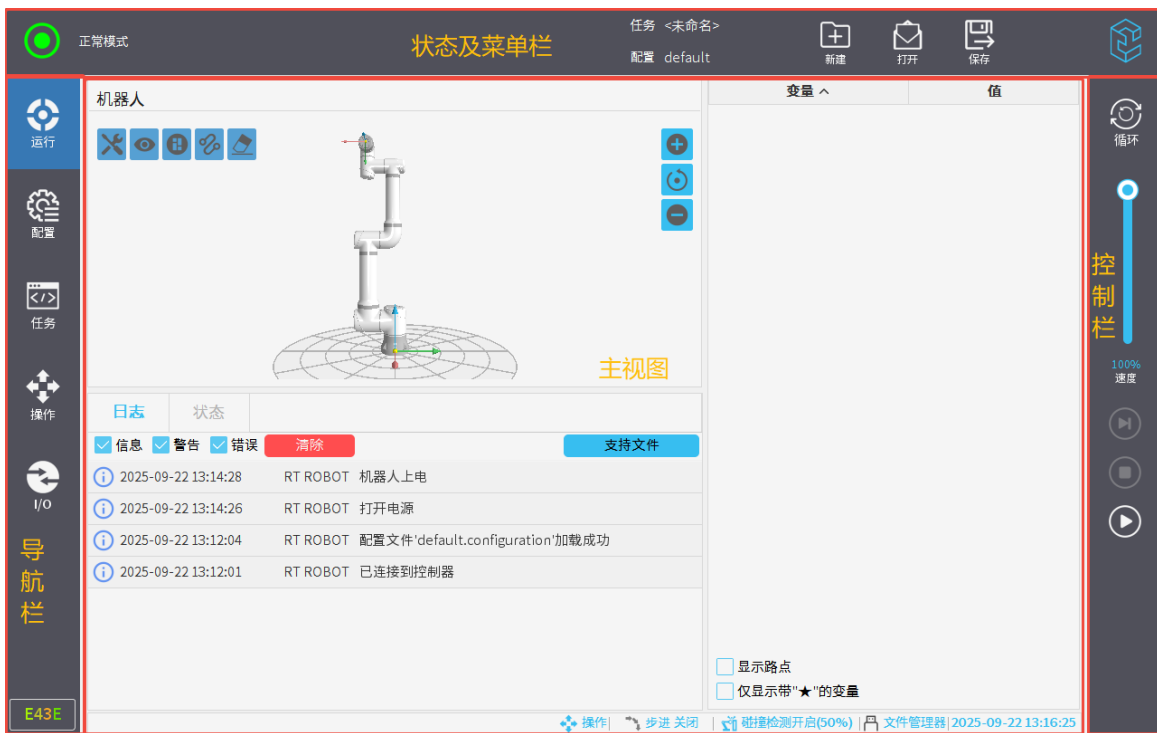 正常模式
状态及菜单栏
任务 <未命名>
配置 default
新建
打开
保存
运行
配置
任务
操作
I/O
导航栏
E43E
机器人
主视图
日志 状态
信息 警告 错误 清除 支持文件
2025-09-22 13:14:28 RT ROBOT 机器人上电
2025-09-22 13:14:26 RT ROBOT 打开电源
2025-09-22 13:12:04 RT ROBOT 配置文件'default.configuration'加载成功
2025-09-22 13:12:01 RT ROBOT 已连接到控制器
变量 值
显示路点
仅显示带"★"的变量
循环
控制栏
100%
速度
操作| 步进 关闭 | 碰撞检测开启(50%) | 文件管理器|2025-09-22 13:16:25